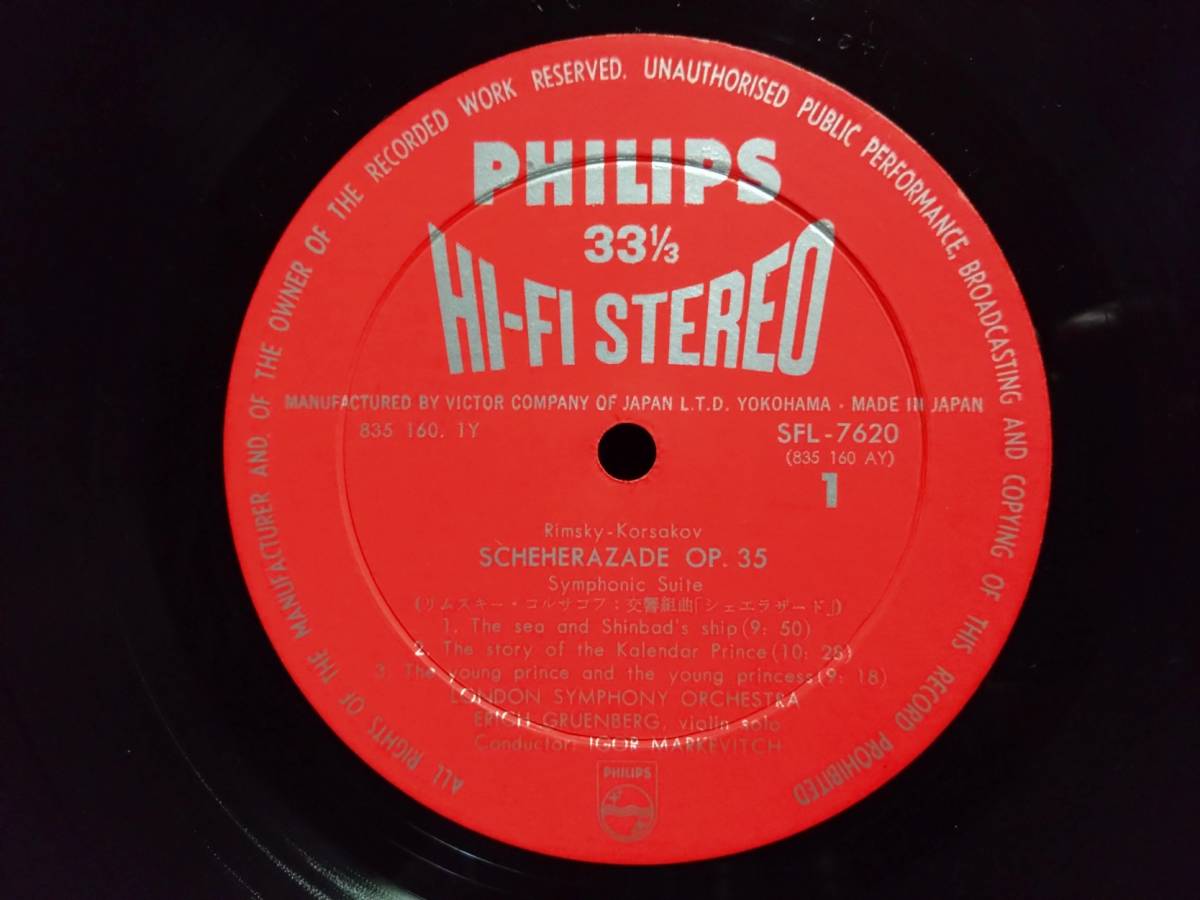 ALL RIGHTS OF THE MANUFACTURER AND OF THE OWNER OF THE RECORDED WORK RESERVED. UNAUTHORISED PUBLIC PERFORMANCE, BROADCASTING AND COPYING OF THIS RECORD PROHIBITED
PHILIPS
33⅓
HI-FI STEREO
MANUFACTURED BY VICTOR COMPANY OF JAPAN L.T.D. YOKOHAMA · MADE IN JAPAN
835 160. 1Y
SFL-7620
(835 160 AY)
1
Rimsky-Korsakov
SCHEHERAZADE OP. 35
Symphonic Suite
(リムスキー・コルサコフ：交響組曲「シェエラザード」)
1. The sea and Shinbad's ship(9: 50)
2. The story of the Kalendar Prince(10: 28)
3. The young prince and the young princess(9: 18)
LONDON SYMPHONY ORCHESTRA
ERICH GRUENBERG, violin solo
Conductor: IGOR MARKEVITCH
PHILIPS